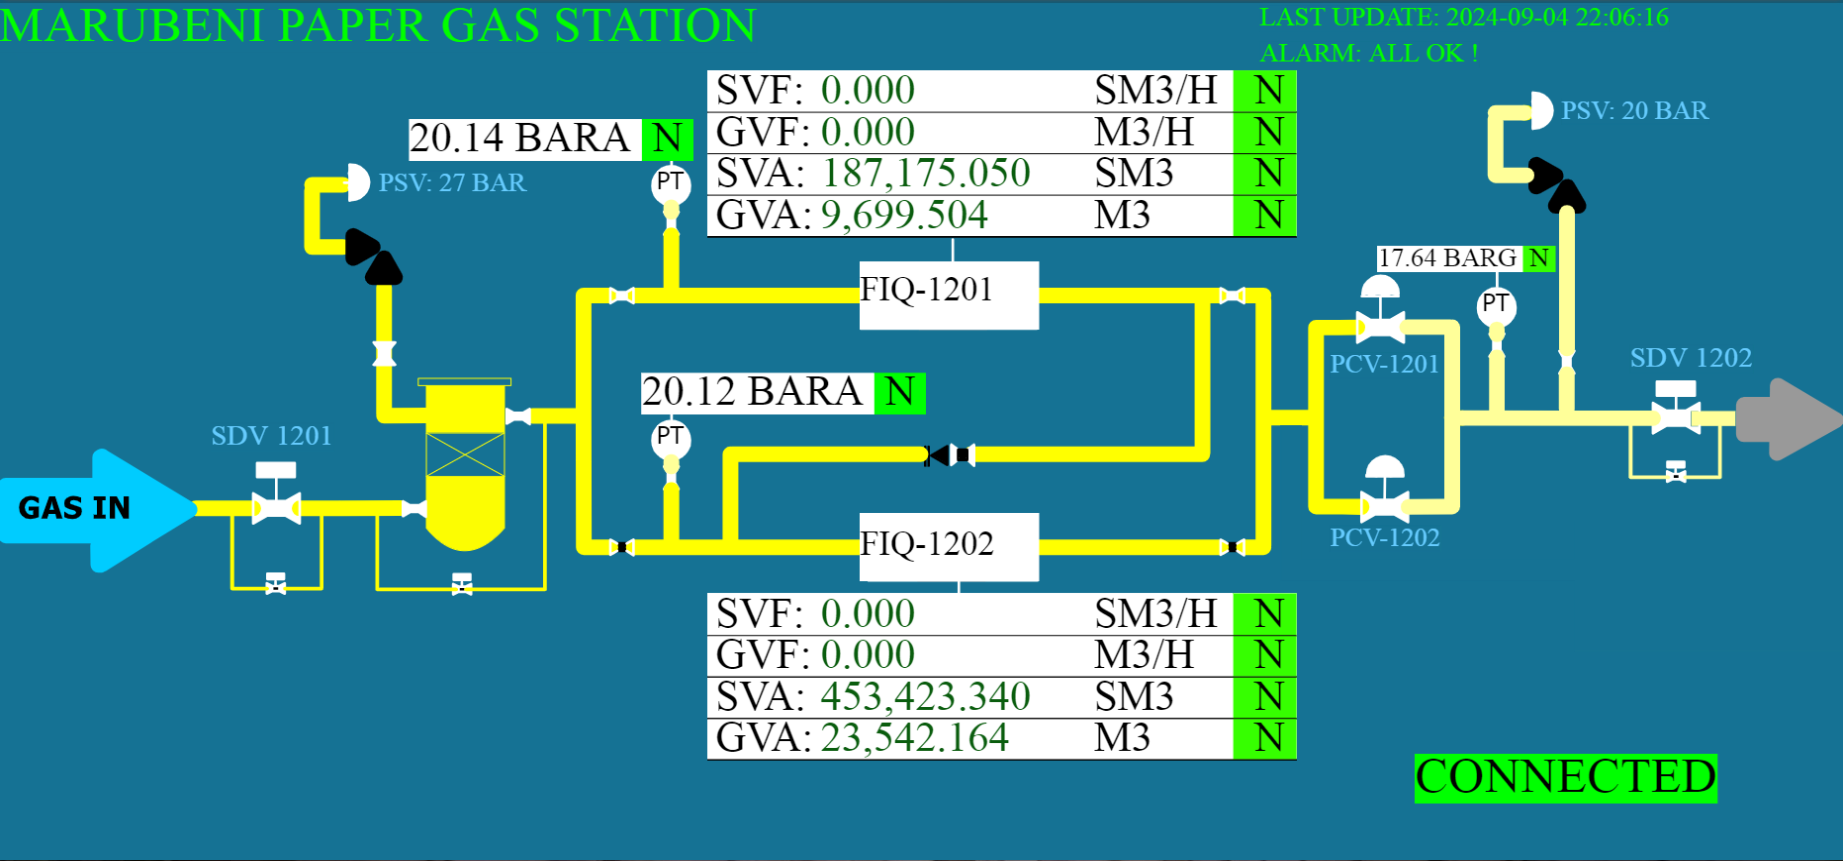 MARUBENI PAPER GAS STATION
LAST UPDATE: 2024-09-04 22:06:16
ALARM: ALL OK !
SVF: 0.000 SM3/H N
GVF: 0.000 M3/H N
SVA: 187,175.050 SM3 N
GVA: 9,699.504 M3 N
20.14 BARA N
PT
PSV: 27 BAR
PSV: 20 BAR
17.64 BARG N
PT
FIQ-1201
PCV-1201
SDV 1202
20.12 BARA N
PT
SDV 1201
GAS IN
FIQ-1202
PCV-1202
SVF: 0.000 SM3/H N
GVF: 0.000 M3/H N
SVA: 453,423.340 SM3 N
GVA: 23,542.164 M3 N
CONNECTED